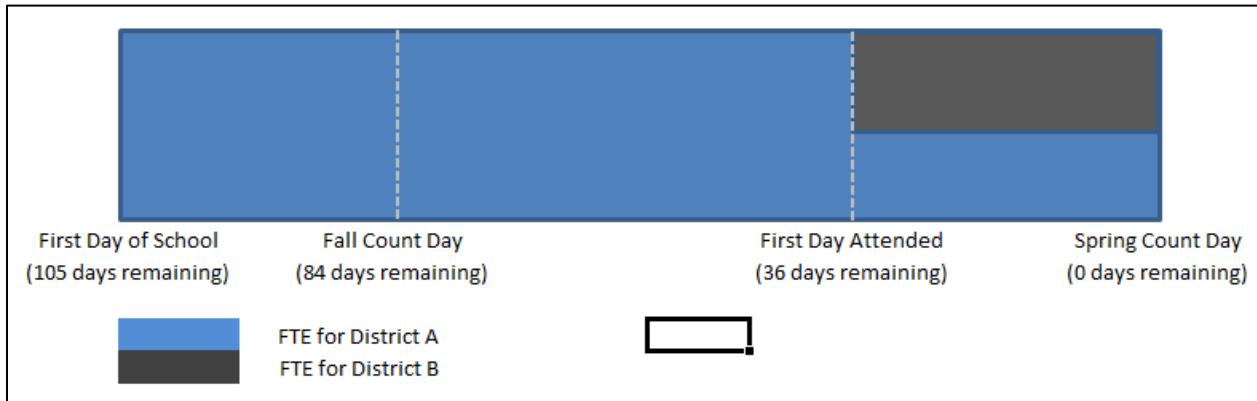 First Day of School
(105 days remaining)
Fall Count Day
(84 days remaining)
First Day Attended
(36 days remaining)
Spring Count Day
(0 days remaining)
FTE for District A
FTE for District B